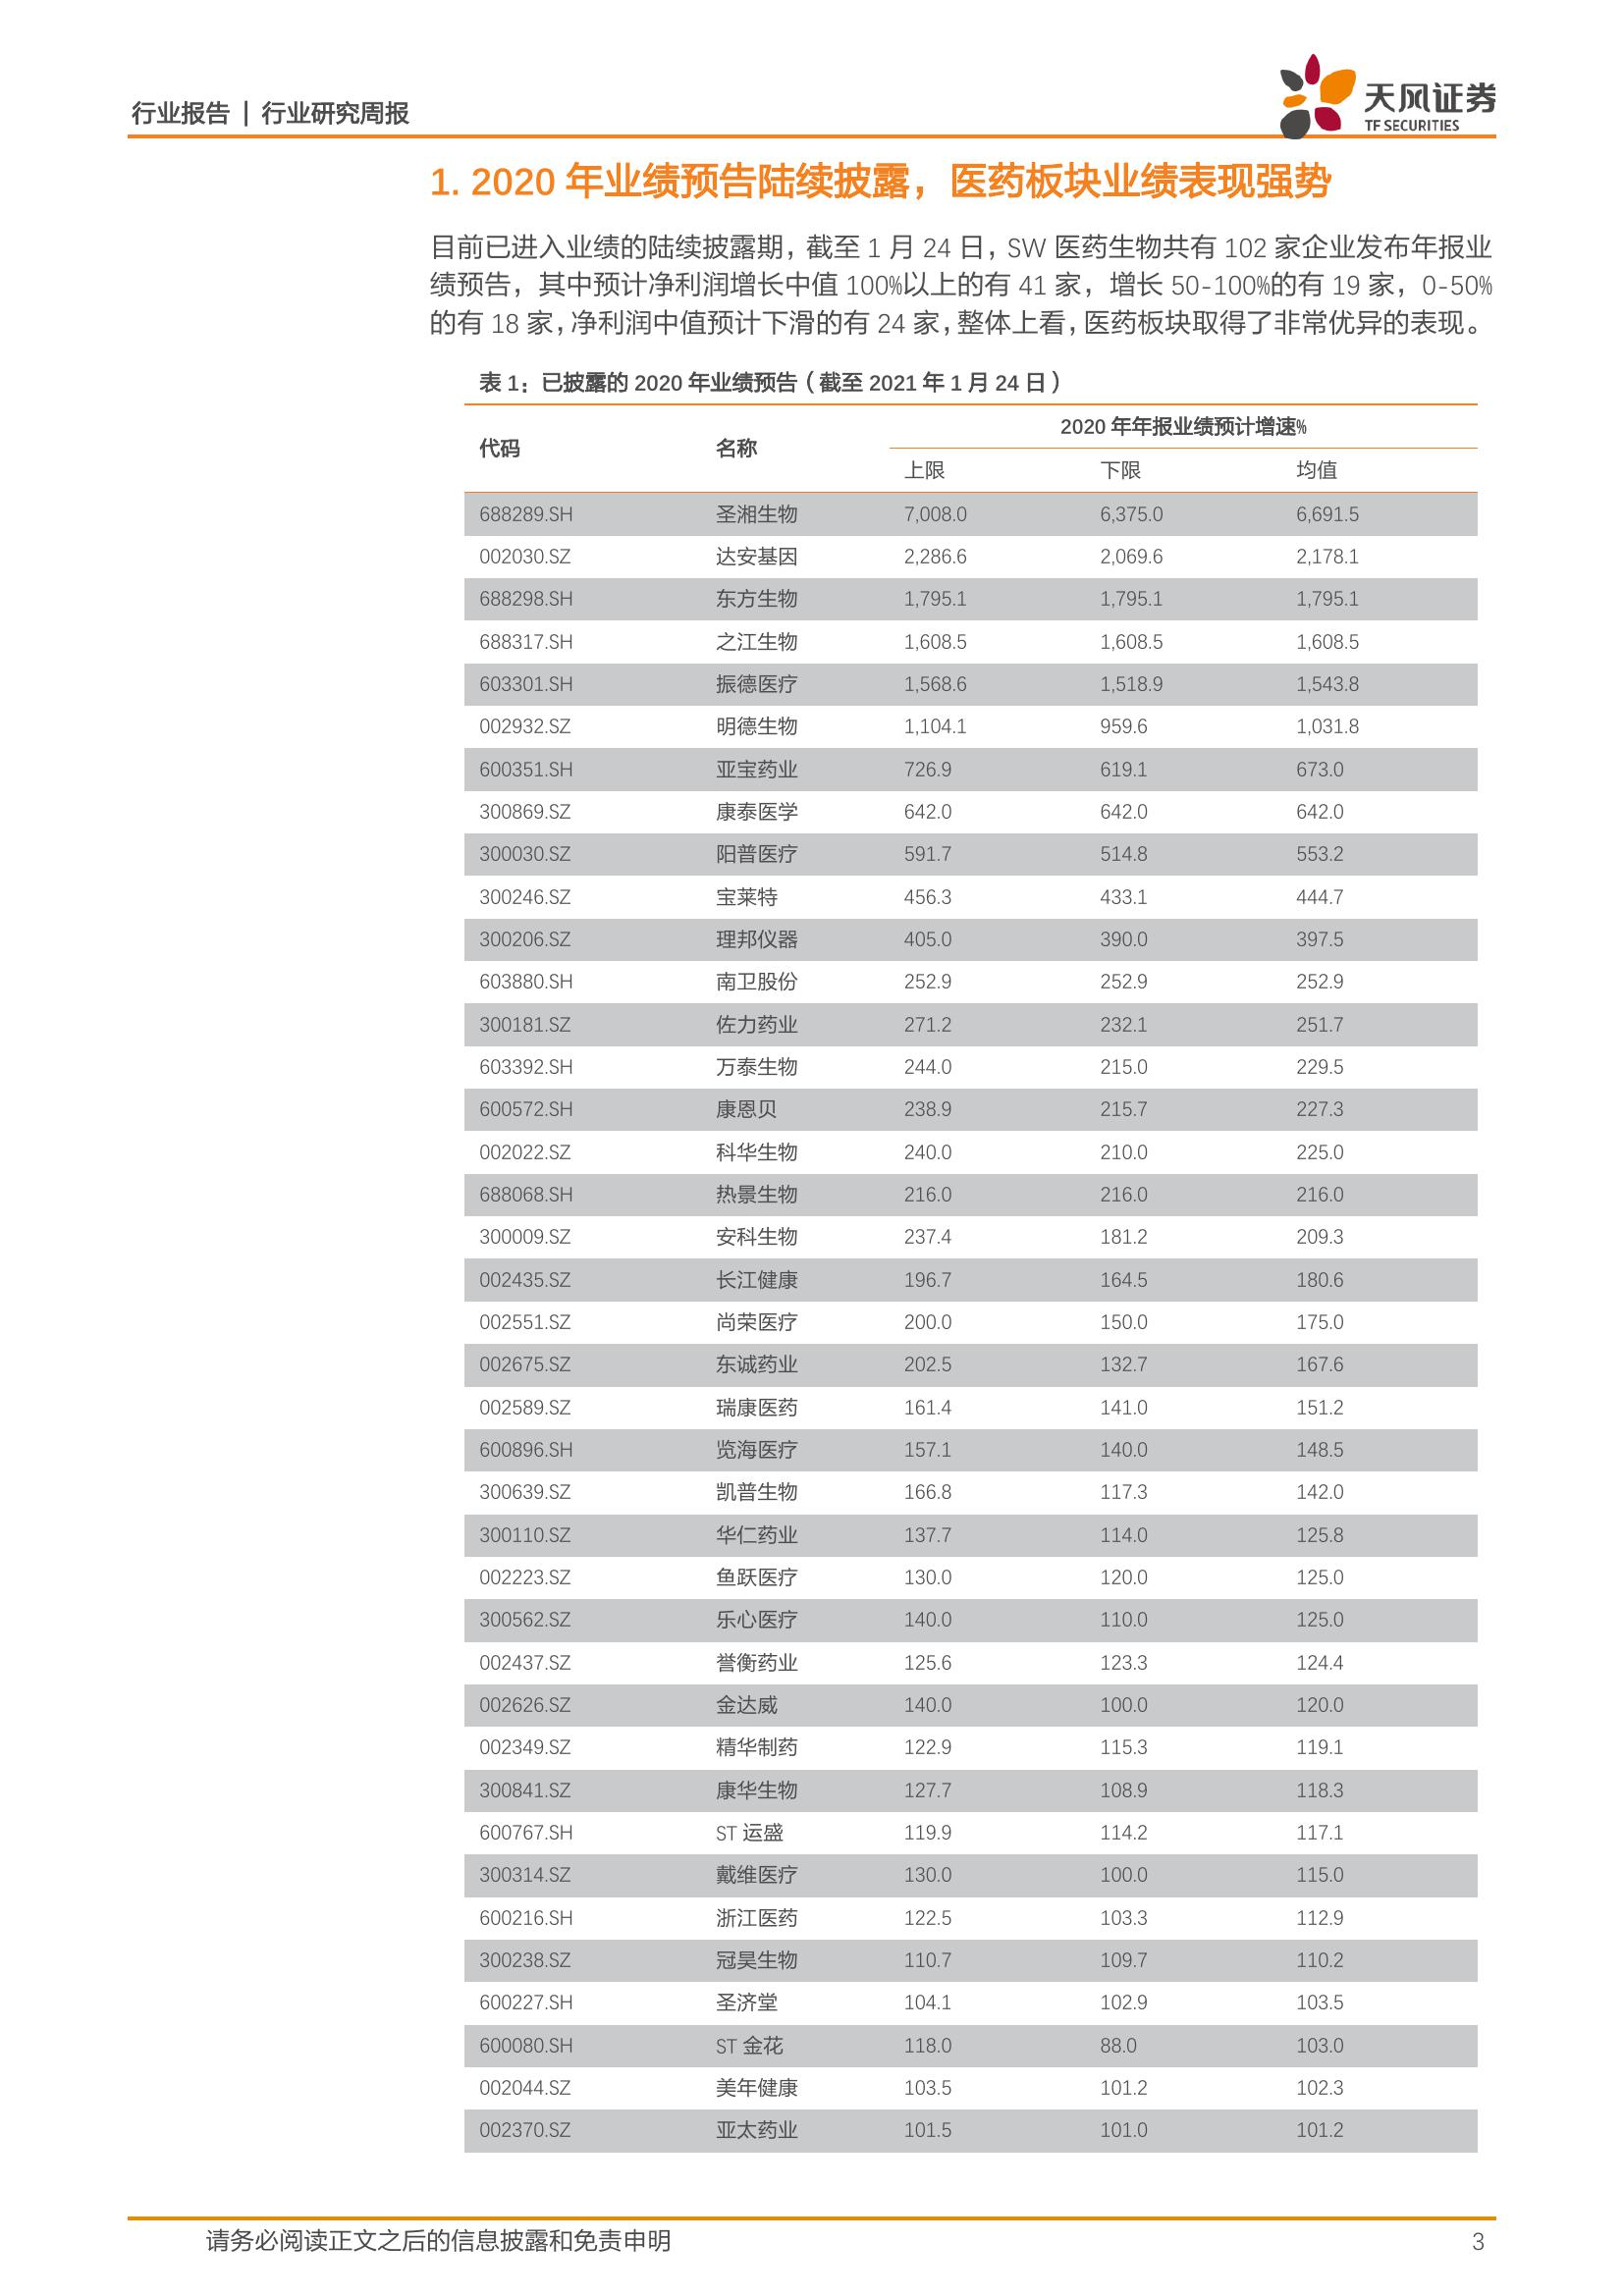 行业报告 | 行业研究周报
天风证券
TF SECURITIES
1. 2020 年业绩预告陆续披露，医药板块业绩表现强势
目前已进入业绩的陆续披露期，截至 1 月 24 日，SW 医药生物共有 102 家企业发布年报业
绩预告，其中预计净利润增长中值 100%以上的有 41 家，增长 50-100%的有 19 家，0-50%
的有 18 家，净利润中值预计下滑的有 24 家，整体上看，医药板块取得了非常优异的表现。
表 1：已披露的 2020 年业绩预告（截至 2021 年 1 月 24 日）
代码 名称 2020 年年报业绩预计增速%
上限 下限 均值
688289.SH 圣湘生物 7,008.0 6,375.0 6,691.5
002030.SZ 达安基因 2,286.6 2,069.6 2,178.1
688298.SH 东方生物 1,795.1 1,795.1 1,795.1
688317.SH 之江生物 1,608.5 1,608.5 1,608.5
603301.SH 振德医疗 1,568.6 1,518.9 1,543.8
002932.SZ 明德生物 1,104.1 959.6 1,031.8
600351.SH 亚宝药业 726.9 619.1 673.0
300869.SZ 康泰医学 642.0 642.0 642.0
300030.SZ 阳普医疗 591.7 514.8 553.2
300246.SZ 宝莱特 456.3 433.1 444.7
300206.SZ 理邦仪器 405.0 390.0 397.5
603880.SH 南卫股份 252.9 252.9 252.9
300181.SZ 佐力药业 271.2 232.1 251.7
603392.SH 万泰生物 244.0 215.0 229.5
600572.SH 康恩贝 238.9 215.7 227.3
002022.SZ 科华生物 240.0 210.0 225.0
688068.SH 热景生物 216.0 216.0 216.0
300009.SZ 安科生物 237.4 181.2 209.3
002435.SZ 长江健康 196.7 164.5 180.6
002551.SZ 尚荣医疗 200.0 150.0 175.0
002675.SZ 东诚药业 202.5 132.7 167.6
002589.SZ 瑞康医药 161.4 141.0 151.2
600896.SH 览海医疗 157.1 140.0 148.5
300639.SZ 凯普生物 166.8 117.3 142.0
300110.SZ 华仁药业 137.7 114.0 125.8
002223.SZ 鱼跃医疗 130.0 120.0 125.0
300562.SZ 乐心医疗 140.0 110.0 125.0
002437.SZ 誉衡药业 125.6 123.3 124.4
002626.SZ 金达威 140.0 100.0 120.0
002349.SZ 精华制药 122.9 115.3 119.1
300841.SZ 康华生物 127.7 108.9 118.3
600767.SH ST 运盛 119.9 114.2 117.1
300314.SZ 戴维医疗 130.0 100.0 115.0
600216.SH 浙江医药 122.5 103.3 112.9
300238.SZ 冠昊生物 110.7 109.7 110.2
600227.SH 圣济堂 104.1 102.9 103.5
600080.SH ST 金花 118.0 88.0 103.0
002044.SZ 美年健康 103.5 101.2 102.3
002370.SZ 亚太药业 101.5 101.0 101.2
请务必阅读正文之后的信息披露和免责申明 3